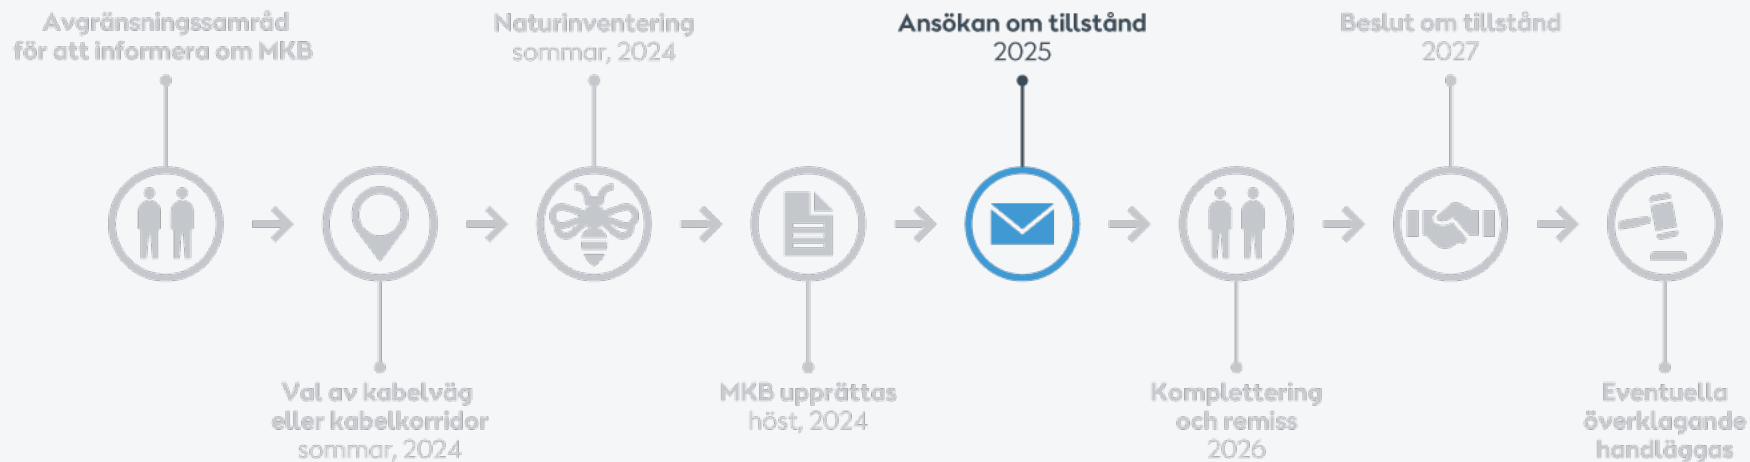 Avgränsningssamråd
för att informera om MKB
Val av kabelväg
eller kabelkorridor
sommar, 2024
Naturinventering
sommar, 2024
MKB upprättas
höst, 2024
Ansökan om tillstånd
2025
Komplettering
och remiss
2026
Beslut om tillstånd
2027
Eventuella
överklagande
handläggas